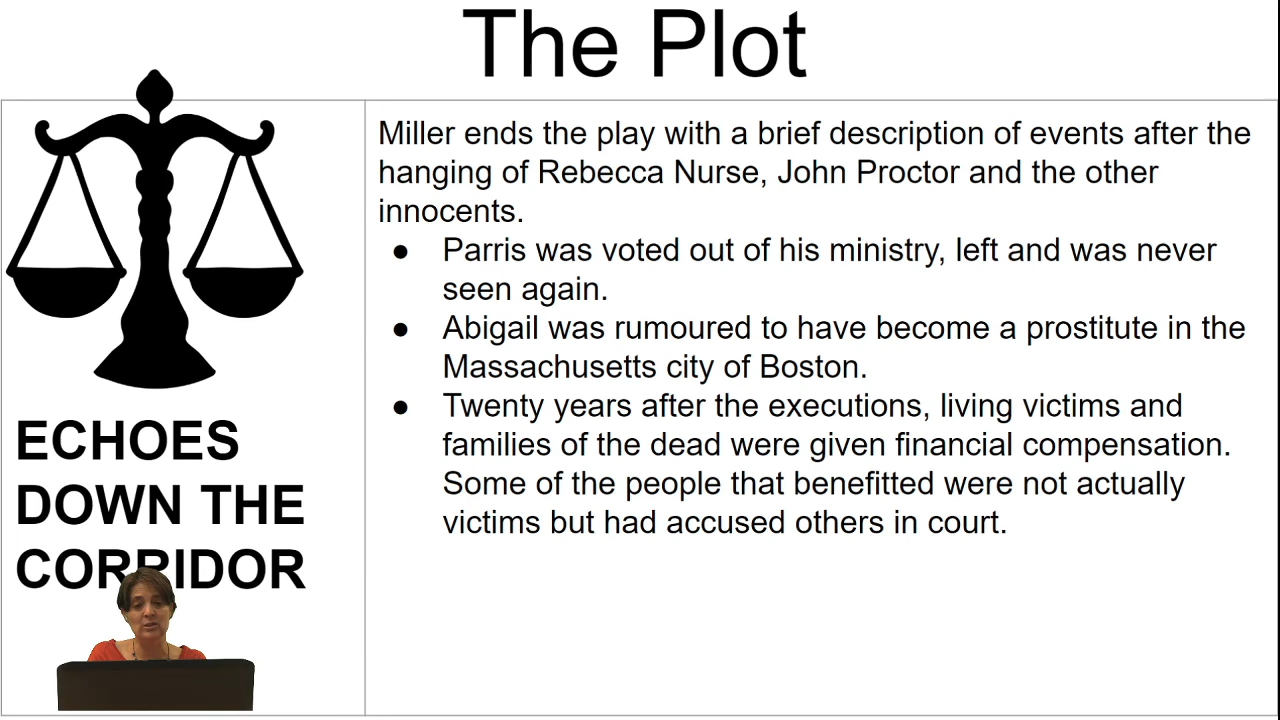 The Plot
ECHOES
DOWN THE
CORRIDOR
Miller ends the play with a brief description of events after the
hanging of Rebecca Nurse, John Proctor and the other
innocents.
● Parris was voted out of his ministry, left and was never
seen again.
● Abigail was rumoured to have become a prostitute in the
Massachusetts city of Boston.
● Twenty years after the executions, living victims and
families of the dead were given financial compensation.
Some of the people that benefitted were not actually
victims but had accused others in court.